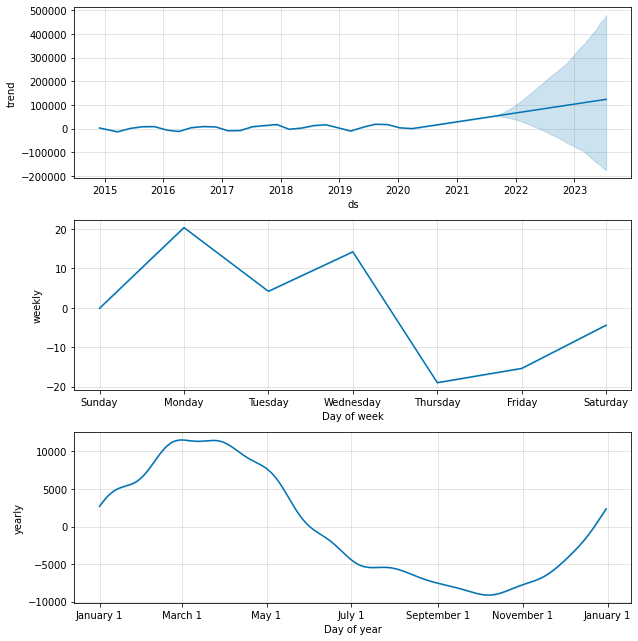 500000
400000
300000
200000
100000
0
−100000
−200000
trend
2015 2016 2017 2018 2019 2020 2021 2022 2023
ds
20
10
0
−10
−20
weekly
Sunday Monday Tuesday Wednesday Thursday Friday Saturday
Day of week
10000
5000
0
−5000
−10000
yearly
January 1 March 1 May 1 July 1 September 1 November 1 January 1
Day of year